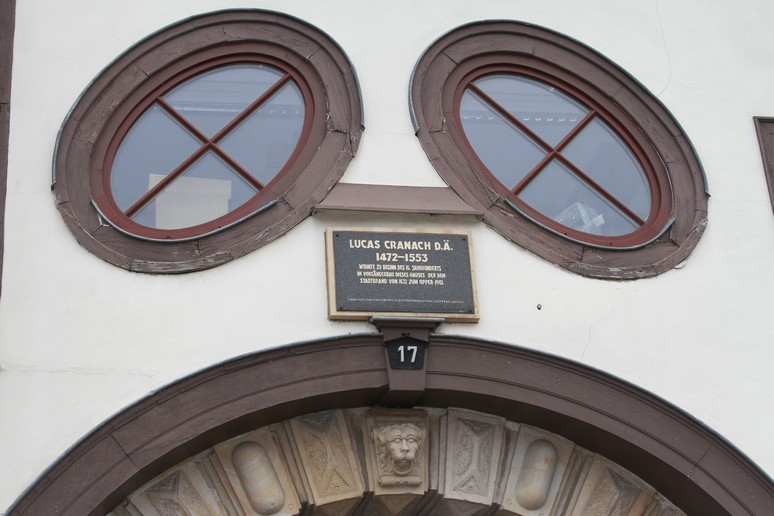 LUCAS CRANACH D.Ä.
1472–1553
WOHNTE ZU BEGINN DES 16. JAHRHUNDERTS
IM VORGÄNGERBAU DIESES HAUSES DER DEM
STADTBRAND VON 1632 ZUM OPFER FIEL
17